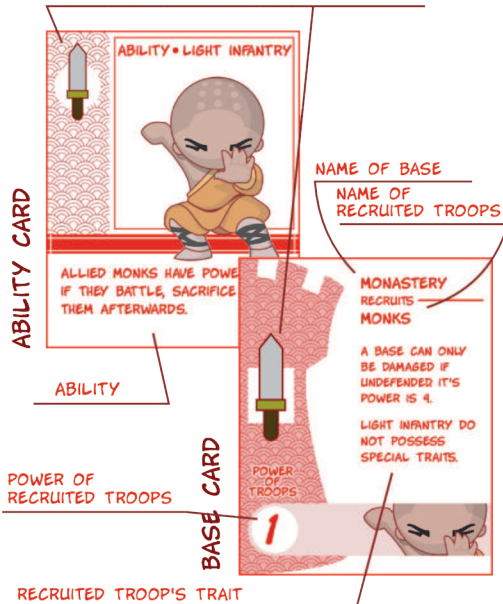 ABILITY • LIGHT INFANTRY
ABILITY CARD
ALLIED MONKS HAVE
IF THEY BATTLE, SACRIFICE
THEM AFTERWARDS.
ABILITY
NAME OF BASE
NAME OF
RECRUITED TROOPS
MONASTERY
RECRUITS
MONKS
A BASE CAN ONLY
BE DAMAGED IF
UNDEFENDED IT'S
POWER IS 4.
LIGHT INFANTRY DO
NOT POSSESS
SPECIAL TRAITS.
BASE CARD
POWER
OF
TROOPS
1
POWER OF
RECRUITED TROOPS
RECRUITED TROOP'S TRAIT